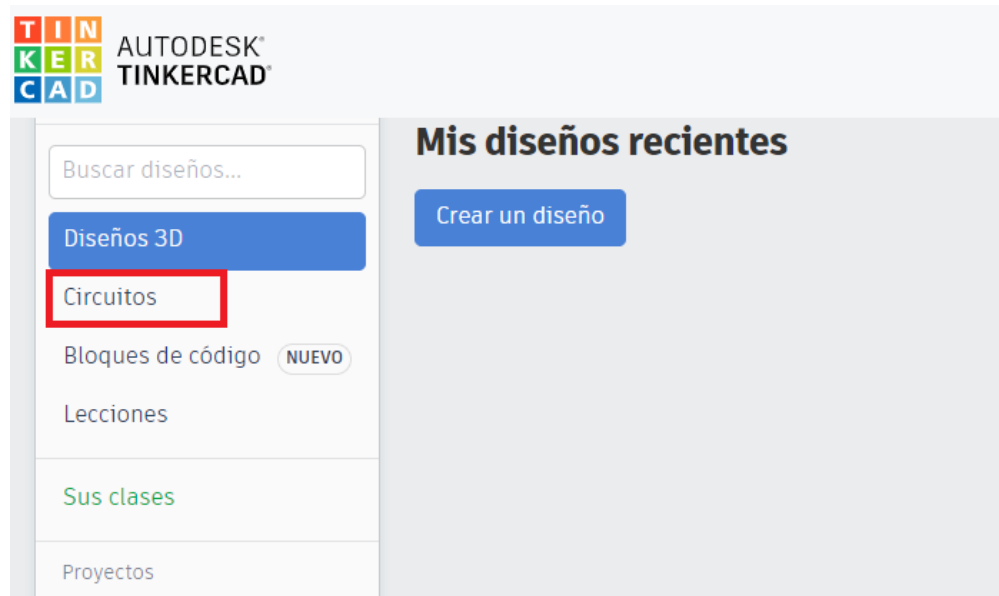 TIN
KER
CAD
AUTODESK®
TINKERCAD®
Mis diseños recientes
Buscar diseños...
Crear un diseño
Diseños 3D
Circuitos
Bloques de código NUEVO
Lecciones
Sus clases
Proyectos